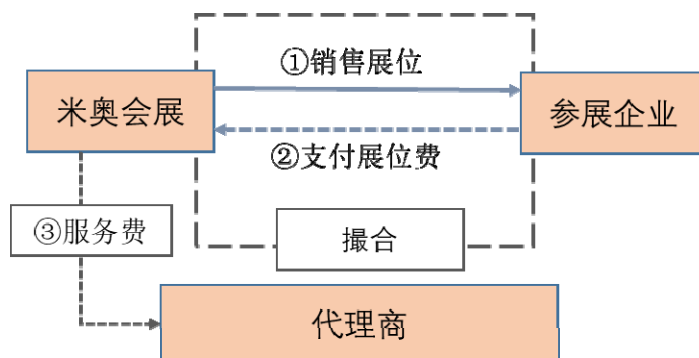 ①销售展位
米奥会展
参展企业
②支付展位费
③服务费
撮合
代理商